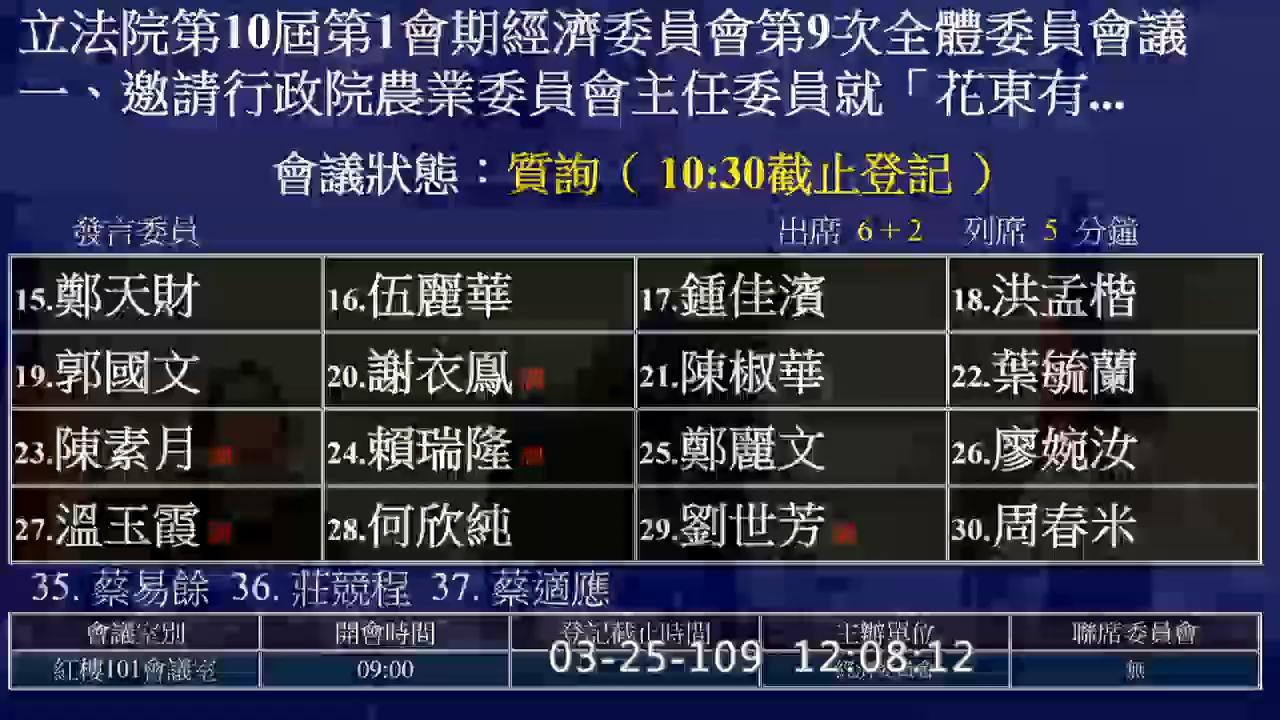 立法院第10屆第1會期經濟委員會第9次全體委員會議
一、邀請行政院農業委員會主任委員就「花東有...
會議狀態：質詢（10:30截止登記）
發言委員 出席 6+2 列席 5 分鐘
15.鄭天財 16.伍麗華 17.鍾佳濱 18.洪孟楷
19.郭國文 20.謝衣鳯 21.陳椒華 22.葉毓蘭
23.陳素月 24.賴瑞隆 25.鄭麗文 26.廖婉汝
27.溫玉霞 28.何欣純 29.劉世芳 30.周春米
35. 蔡易餘 36. 莊競程 37. 蔡適應
會議室別 開會時間 登記截止時間 主辦單位 聯席委員會
紅樓101會議室 09:00 無
03-25-109 12:08:12